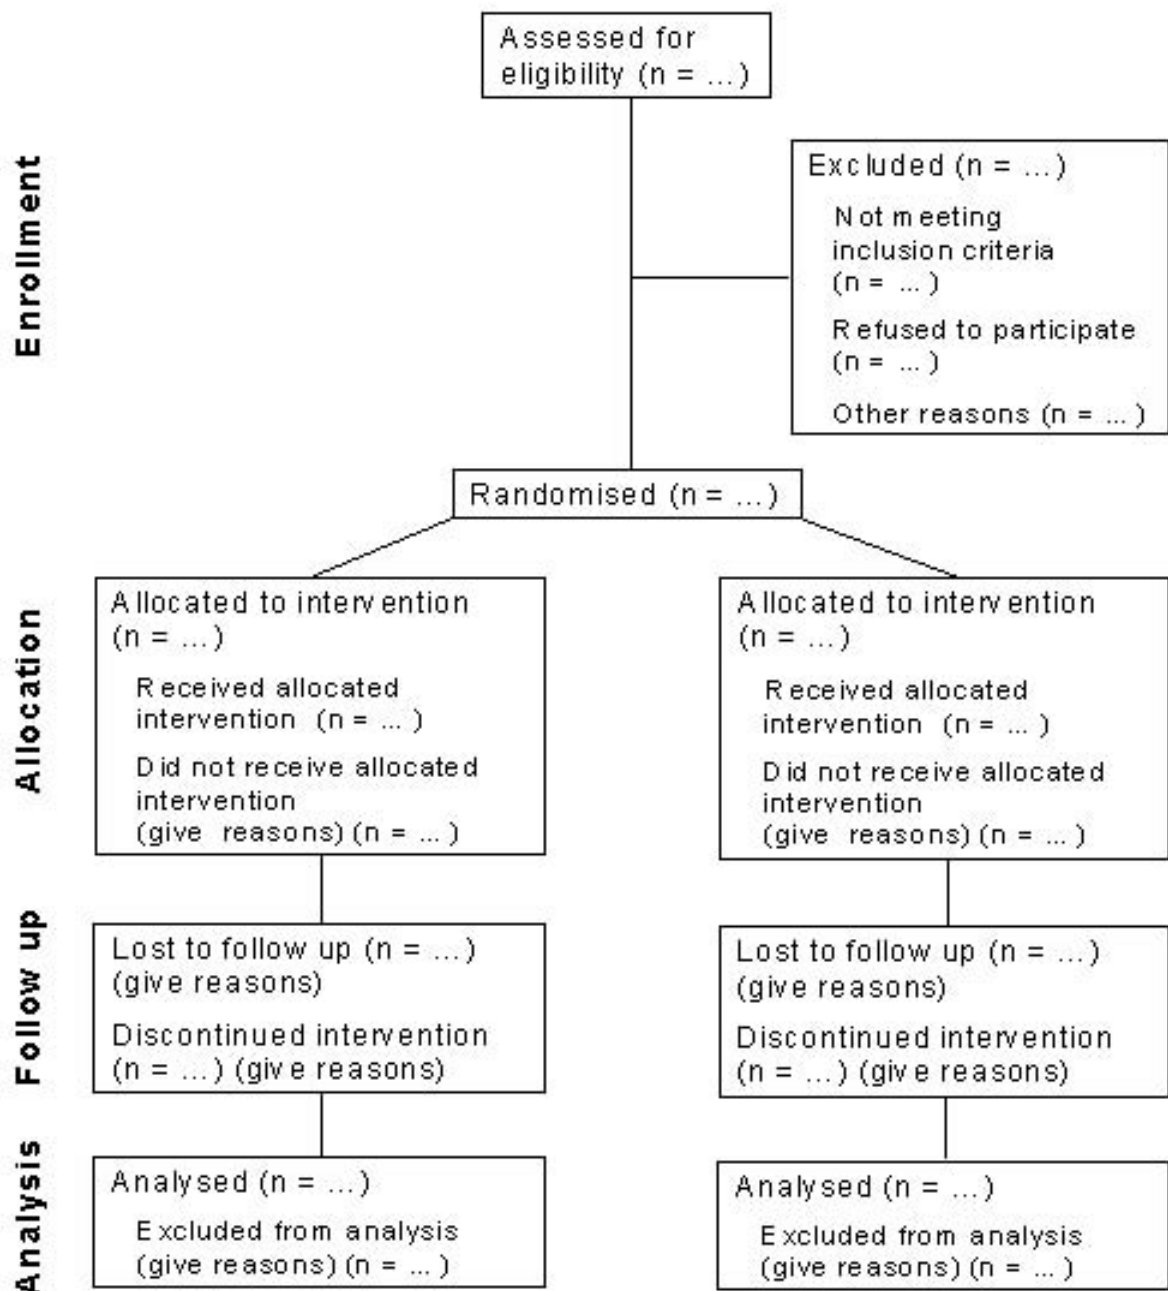 Assessed for
eligibility (n = ...)
Enrollment
Excluded (n = ...)
Not meeting
inclusion criteria
(n = ... )
Refused to participate
(n = ... )
Other reasons (n = ... )
Randomised (n = ...)
Allocation
Allocated to intervention
(n = ...)
Received allocated
intervention (n = ... )
Did not receive allocated
intervention
(give reasons) (n = ... )
Allocated to intervention
(n = ...)
Received allocated
intervention (n = ... )
Did not receive allocated
intervention
(give reasons) (n = ... )
Follow up
Lost to follow up (n = ...)
(give reasons)
Discontinued intervention
(n = ...) (give reasons)
Lost to follow up (n = ...)
(give reasons)
Discontinued intervention
(n = ...) (give reasons)
Analysis
Analysed (n = ...)
Excluded from analysis
(give reasons) (n = ... )
Analysed (n = ...)
Excluded from analysis
(give reasons) (n = ... )